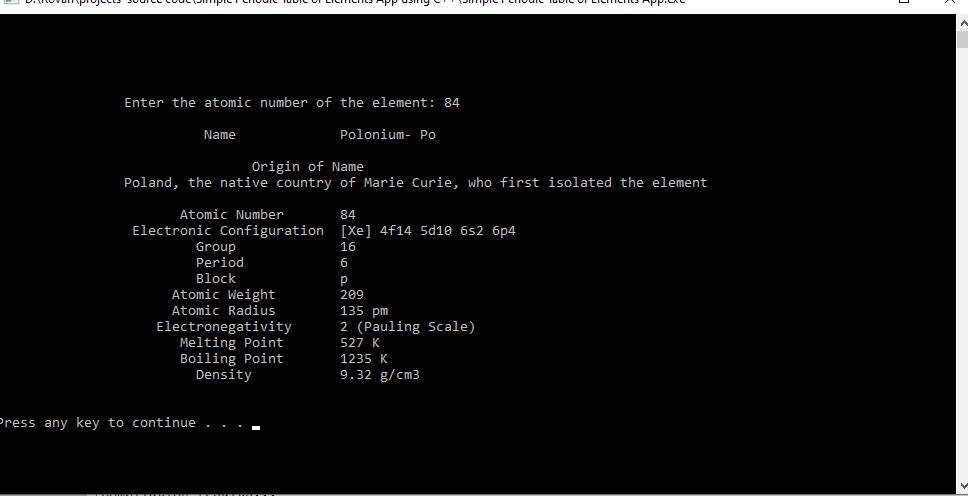 D:\Rovan\projects source code\Simple Periodic Table of Elements App using C++\Simple Periodic Table of Elements App.exe
Enter the atomic number of the element: 84
Name Polonium- Po
Origin of Name
Poland, the native country of Marie Curie, who first isolated the element
Atomic Number 84
Electronic Configuration [Xe] 4f14 5d10 6s2 6p4
Group 16
Period 6
Block p
Atomic Weight 209
Atomic Radius 135 pm
Electronegativity 2 (Pauling Scale)
Melting Point 527 K
Boiling Point 1235 K
Density 9.32 g/cm3
Press any key to continue . . .